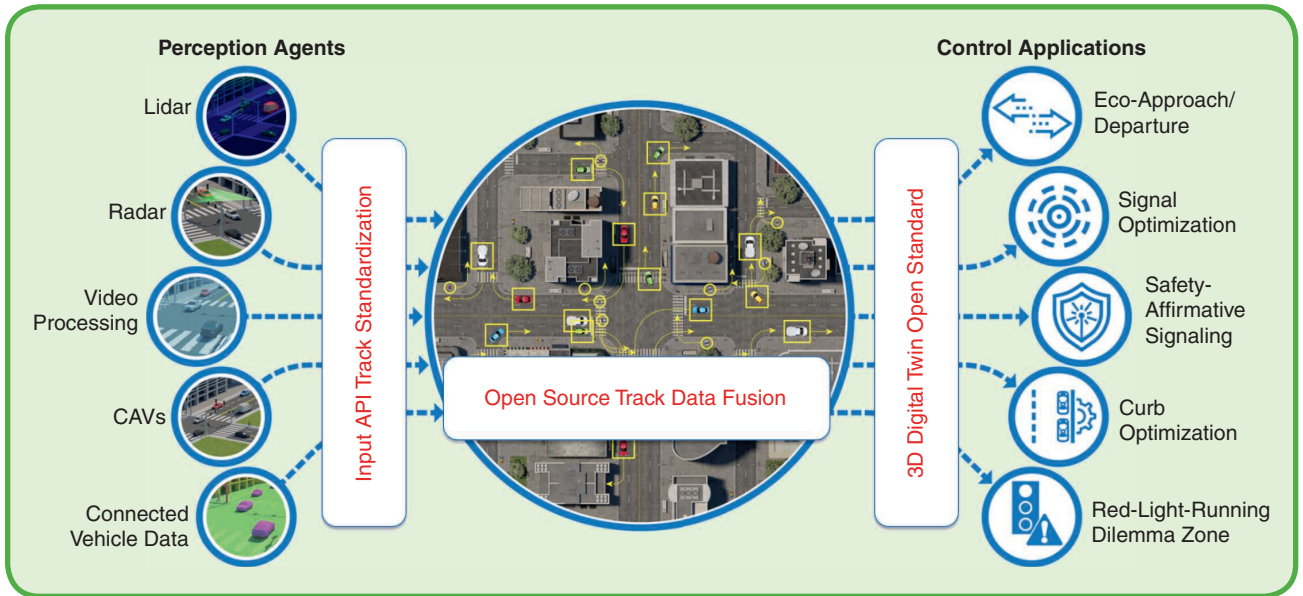 Perception Agents
Lidar
Radar
Video
Processing
CAVs
Connected
Vehicle Data
Input API Track Standardization
Open Source Track Data Fusion
3D Digital Twin Open Standard
Control Applications
Eco-Approach/
Departure
Signal
Optimization
Safety-
Affirmative
Signaling
Curb
Optimization
Red-Light-Running
Dilemma Zone